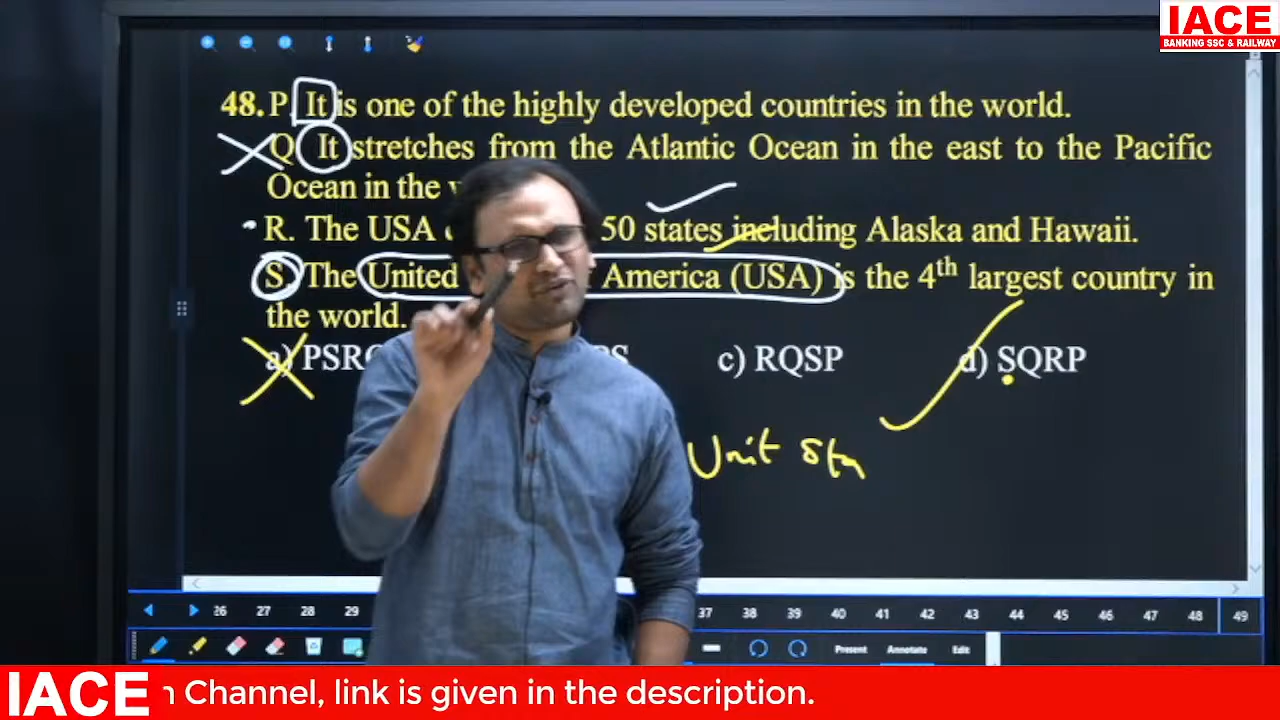 IACE
BANKING SSC & RAILWAY
48. P. It is one of the highly developed countries in the world.
Q. It stretches from the Atlantic Ocean in the east to the Pacific
Ocean in the
R. The USA 50 states including Alaska and Hawaii.
S. The United America (USA) is the 4th largest country in
the world.
a) PSRQ c) RQSP d) SQRP
Unit
26 27 28 29 37 38 39 40 41 42 43 44 45 46 47 48 49
Present Annotate Edit
IACE Channel, link is given in the description.